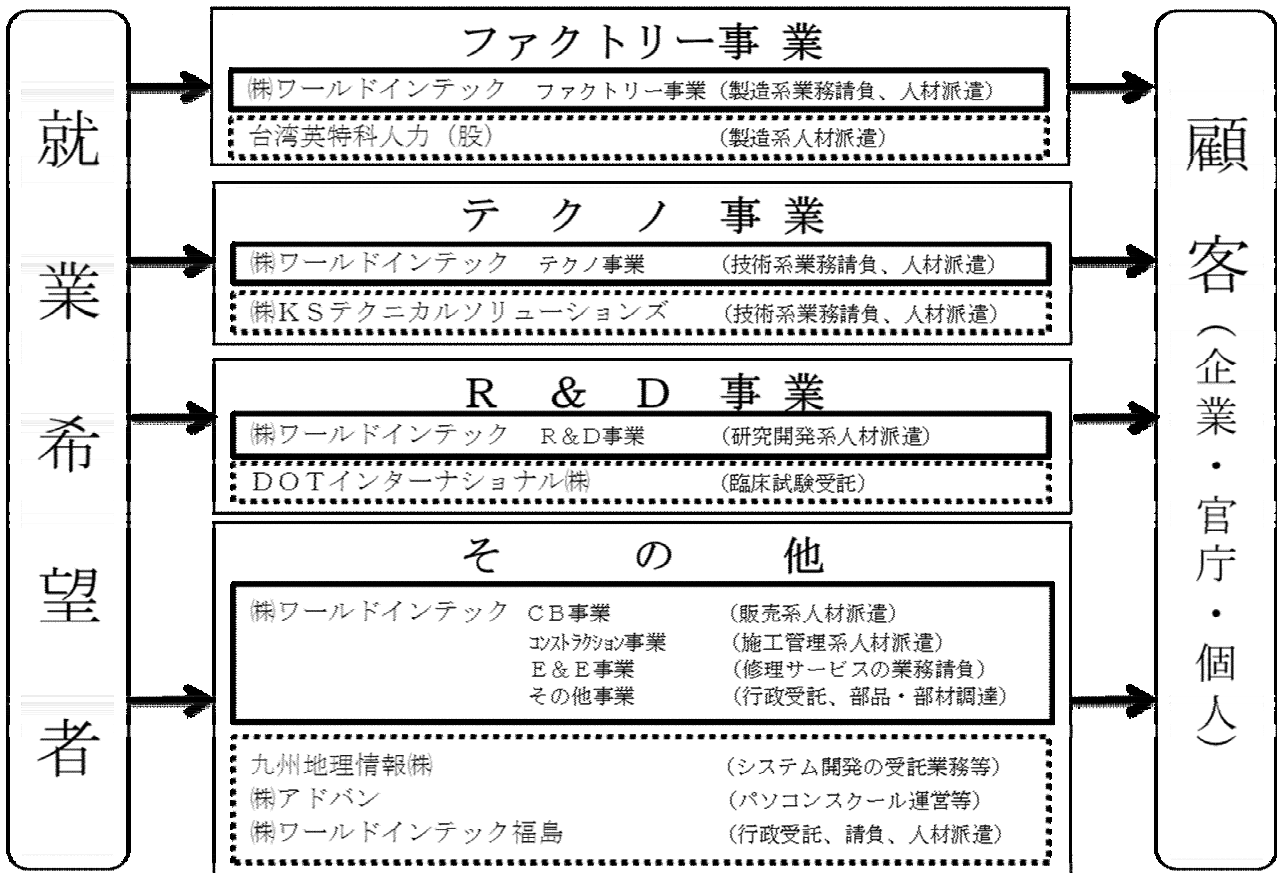 就業希望者
ファクトリー事業
㈱ワールドインテック ファクトリー事業 (製造系業務請負、人材派遣)
台湾英特科人力（股） (製造系人材派遣)
テクノ事業
㈱ワールドインテック テクノ事業 (技術系業務請負、人材派遣)
㈱KSテクニカルソリューションズ (技術系業務請負、人材派遣)
R&D事業
㈱ワールドインテック R&D事業 (研究開発系人材派遣)
DOTインターナショナル㈱ (臨床試験受託)
その他
㈱ワールドインテック CB事業 (販売系人材派遣)
ｺﾝｽﾄﾗｸｼｮﾝ事業 (施工管理系人材派遣)
E&E事業 (修理サービスの業務請負)
その他事業 (行政受託、部品・部材調達)
九州地理情報㈱ (システム開発の受託業務等)
㈱アドバン (パソコンスクール運営等)
㈱ワールドインテック福島 (行政受託、請負、人材派遣)
顧客（企業・官庁・個人）